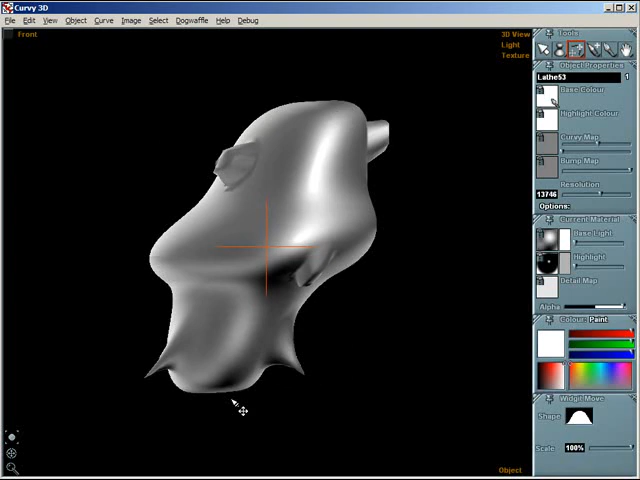 Curvy 3D
File Edit View Object Curve Image Select Dogwaffle Help Debug
Front
3D View
Light
Texture
Tools
Object Properties
Lathe53 1
Base Colour
Highlight Colour
Curvy Map
Bump Map
Resolution
13746
Options:
Current Material
Base Light
Highlight
Detail Map
Alpha
Colour: Paint
Widgit Move
Shape
Scale 100%
Object